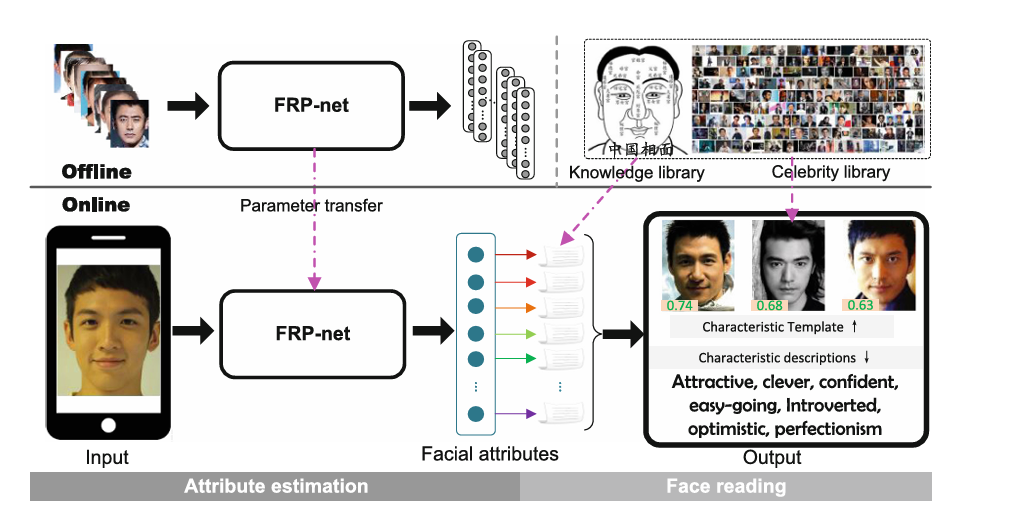 FRP-net
Offline
中国相面
Knowledge library
Celebrity library
Online
Parameter transfer
FRP-net
0.74
0.68
0.63
Characteristic Template ↑
Characteristic descriptions ↓
Attractive, clever, confident,
easy-going, Introverted,
optimistic, perfectionism
Input
Facial attributes
Output
Attribute estimation
Face reading